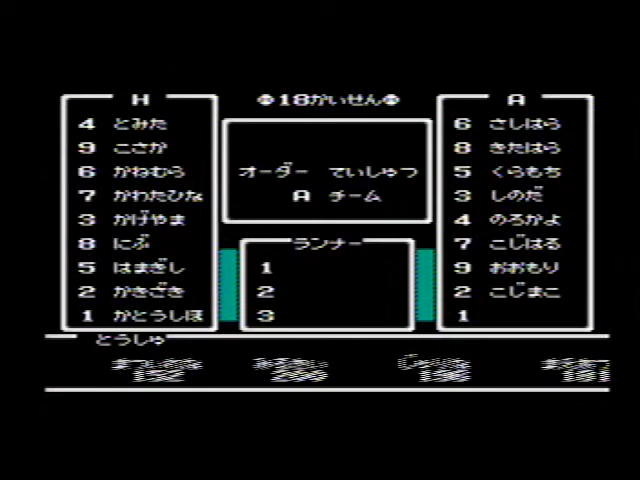 18かいせん
H
4 とみた
9 こさか
6 かねむら
7 かわたひな
3 かげやま
8 にぶ
5 はまぎし
2 かきざき
1 かとうしほ
オーダー ていしゅつ
A チーム
ランナー
1
2
3
A
6 さしはら
8 きたはら
5 くらもち
3 しのだ
4 のろかよ
7 こじはる
9 おおもり
2 こじまこ
1
とうしゅ